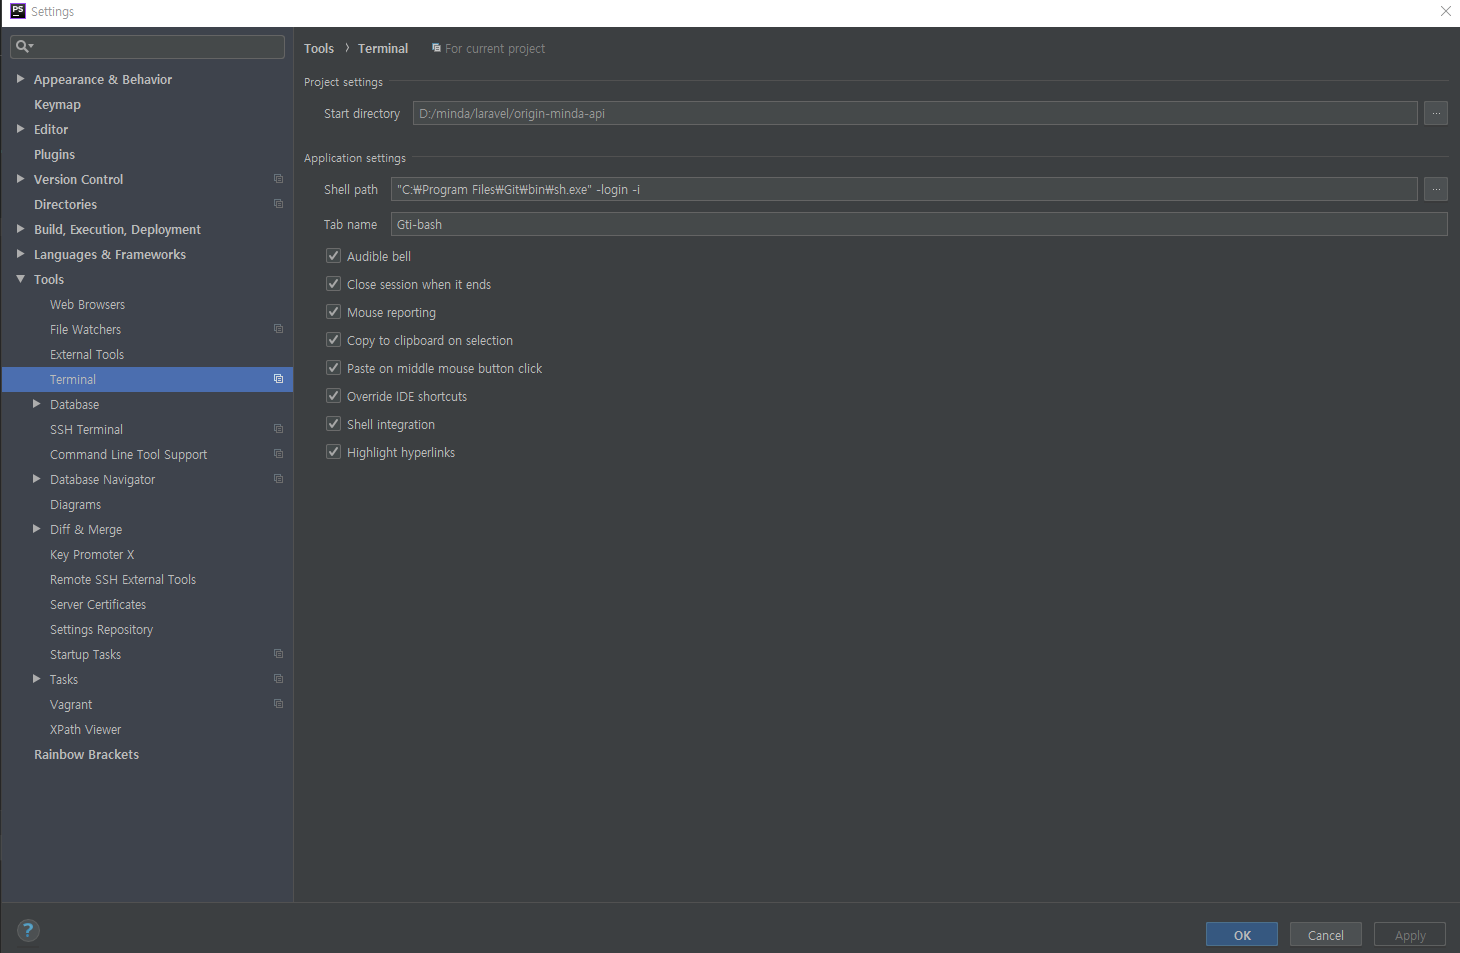 PS Settings
Appearance & Behavior
Keymap
Editor
Plugins
Version Control
Directories
Build, Execution, Deployment
Languages & Frameworks
Tools
Web Browsers
File Watchers
External Tools
Terminal
Database
SSH Terminal
Command Line Tool Support
Database Navigator
Diagrams
Diff & Merge
Key Promoter X
Remote SSH External Tools
Server Certificates
Settings Repository
Startup Tasks
Tasks
Vagrant
XPath Viewer
Rainbow Brackets
Tools › Terminal For current project
Project settings
Start directory D:/minda/laravel/origin-minda-api ...
Application settings
Shell path "C:₩Program Files₩Git₩bin₩sh.exe" -login -i ...
Tab name Gti-bash
Audible bell
Close session when it ends
Mouse reporting
Copy to clipboard on selection
Paste on middle mouse button click
Override IDE shortcuts
Shell integration
Highlight hyperlinks
? OK Cancel Apply